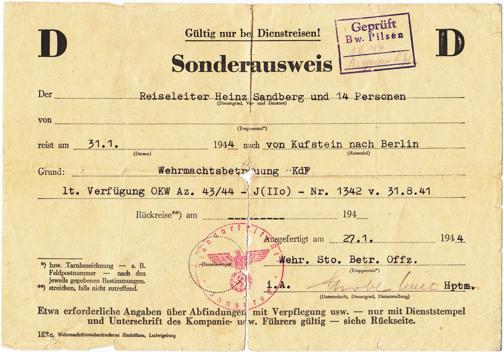 Gültig nur bei Dienstreisen!
D
Sonderausweis
D
Geprüft
Bw. Pilsen
Der Reiseleiter Heinz Sandberg und 14 Personen
(Dienstgrad, Vor- und Zuname)
von
(Truppenteil*)
reist am 31.1. 1944 nach von Kufstein nach Berlin
(Datum) (Reiseziel)
Grund: Wehrmachtsbetreuung KdF
lt. Verfügung OKW Az. 43/44 - J(IIo) - Nr. 1342 v. 31.8.41
Rückreise**) am 194
Ausgefertigt am 27.1. 1944
Dienststempel
Wehr. Sto. Betr. Offz.
(Truppenteil*)
i.A. Hptm.
(Unterschrift, Dienstgrad, Dienststellung)
*) bzw. Tarnbezeichnung — z. B.
Feldpostnummer — nach den
jeweils gegebenen Bestimmungen.
**) streichen, falls nicht zutreffend.
Etwa erforderliche Angaben über Abfindungen mit Verpflegung usw. — nur mit Dienststempel
und Unterschrift des Kompanie- usw. Führers gültig — siehe Rückseite.